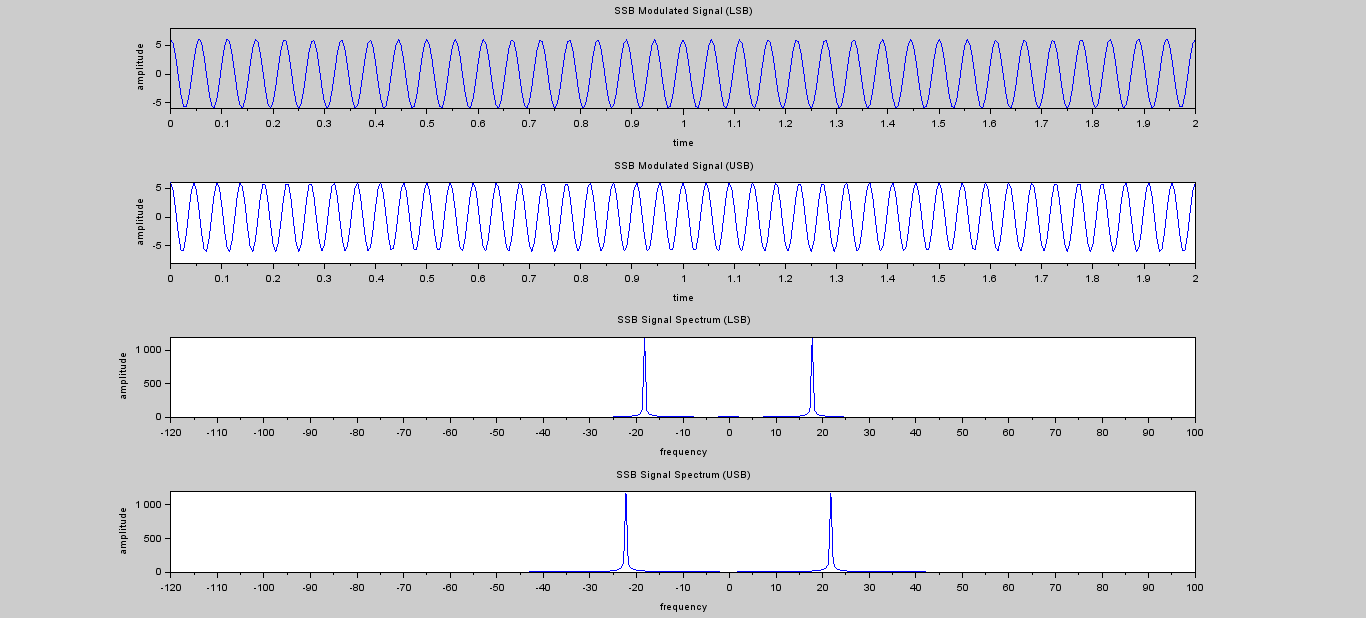 SSB Modulated Signal (LSB)
5
0
-5
amplitude
0 0.1 0.2 0.3 0.4 0.5 0.6 0.7 0.8 0.9 1 1.1 1.2 1.3 1.4 1.5 1.6 1.7 1.8 1.9 2
time
SSB Modulated Signal (USB)
5
0
-5
amplitude
0 0.1 0.2 0.3 0.4 0.5 0.6 0.7 0.8 0.9 1 1.1 1.2 1.3 1.4 1.5 1.6 1.7 1.8 1.9 2
time
SSB Signal Spectrum (LSB)
1 000
500
0
amplitude
-120 -110 -100 -90 -80 -70 -60 -50 -40 -30 -20 -10 0 10 20 30 40 50 60 70 80 90 100
frequency
SSB Signal Spectrum (USB)
1 000
500
0
amplitude
-120 -110 -100 -90 -80 -70 -60 -50 -40 -30 -20 -10 0 10 20 30 40 50 60 70 80 90 100
frequency